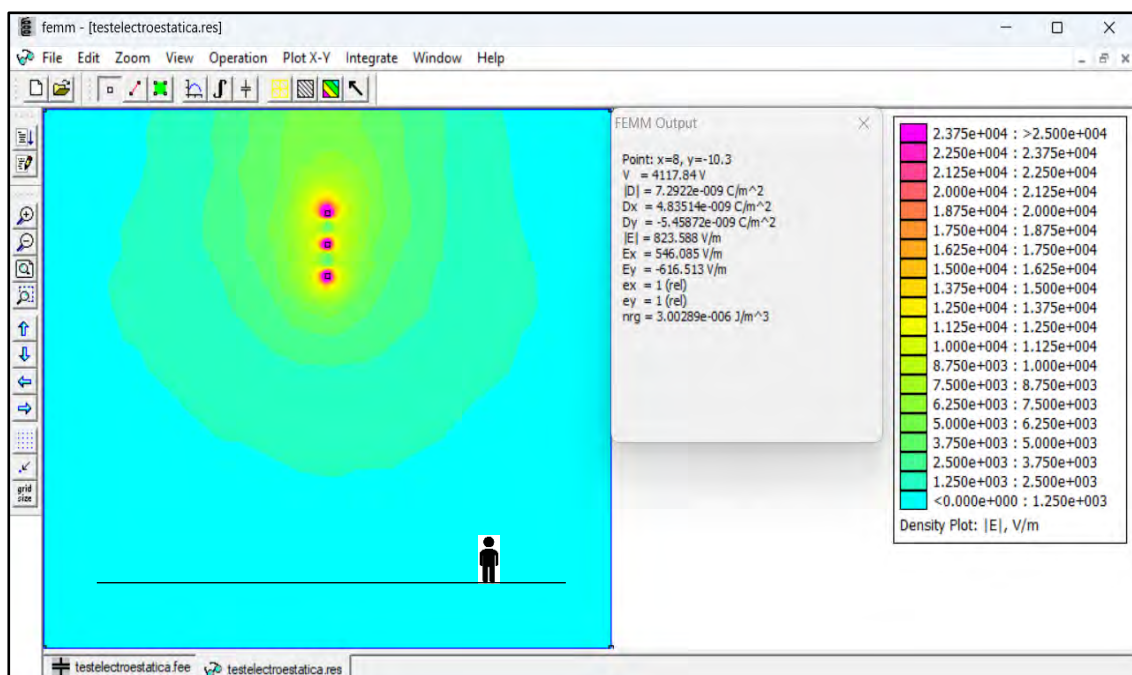 femm - [testelectroestatica.res]
File Edit Zoom View Operation Plot X-Y Integrate Window Help
FEMM Output
Point: x=8, y=-10.3
V = 4117.84 V
|D| = 7.2922e-009 C/m^2
Dx = 4.83514e-009 C/m^2
Dy = -5.45872e-009 C/m^2
|E| = 823.588 V/m
Ex = 546.085 V/m
Ey = -616.513 V/m
ex = 1 (rel)
ey = 1 (rel)
nrg = 3.00289e-006 J/m^3
2.375e+004 : >2.500e+004
2.250e+004 : 2.375e+004
2.125e+004 : 2.250e+004
2.000e+004 : 2.125e+004
1.875e+004 : 2.000e+004
1.750e+004 : 1.875e+004
1.625e+004 : 1.750e+004
1.500e+004 : 1.625e+004
1.375e+004 : 1.500e+004
1.250e+004 : 1.375e+004
1.125e+004 : 1.250e+004
1.000e+004 : 1.125e+004
8.750e+003 : 1.000e+004
7.500e+003 : 8.750e+003
6.250e+003 : 7.500e+003
5.000e+003 : 6.250e+003
3.750e+003 : 5.000e+003
2.500e+003 : 3.750e+003
1.250e+003 : 2.500e+003
<0.000e+000 : 1.250e+003
Density Plot: |E|, V/m
grid
size
testelectroestatica.fee testelectroestatica.res